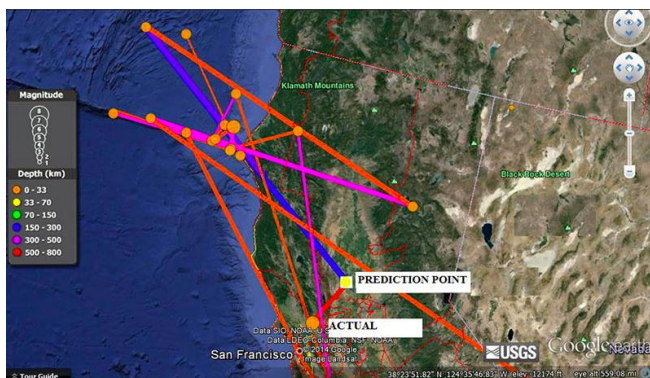 Klamath Mountains
Magnitude
8
7
6
5
4
3
2
1
Depth (km)
0 - 33
33 - 70
70 - 150
150 - 300
300 - 500
500 - 800
Black Rock Desert
PREDICTION POINT
ACTUAL
Data SIO, NOAA, U.S
Data LDEO-Columbia, NSF, NOAA
© 2014 Google
Image Landsat
San Francisco
USGS
Google earth
Nevada
Tour Guide
38°23'51.82" N, 124°35'46.83" W elev -12174 ft eye alt 559.08 mi